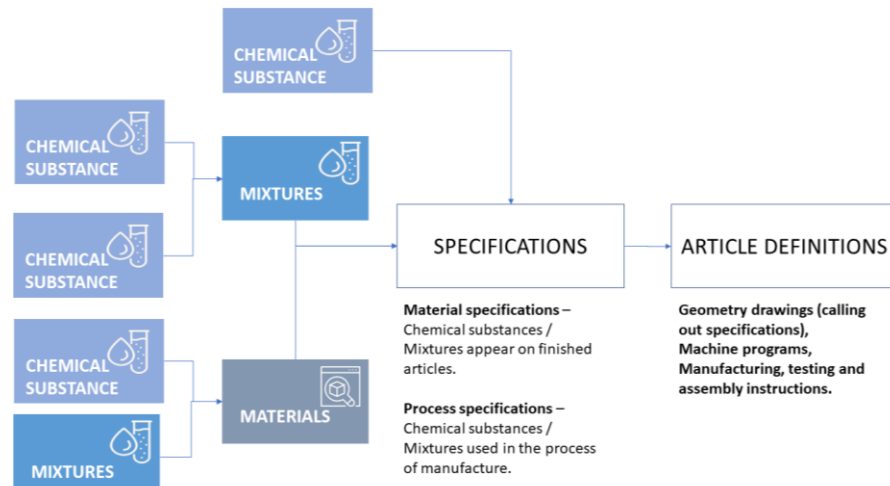 CHEMICAL
SUBSTANCE
CHEMICAL
SUBSTANCE
MIXTURES
CHEMICAL
SUBSTANCE
SPECIFICATIONS
ARTICLE DEFINITIONS
CHEMICAL
SUBSTANCE
MATERIALS
MIXTURES
Material specifications –
Chemical substances /
Mixtures appear on finished
articles.
Process specifications –
Chemical substances /
Mixtures used in the process
of manufacture.
Geometry drawings (calling
out specifications),
Machine programs,
Manufacturing, testing and
assembly instructions.